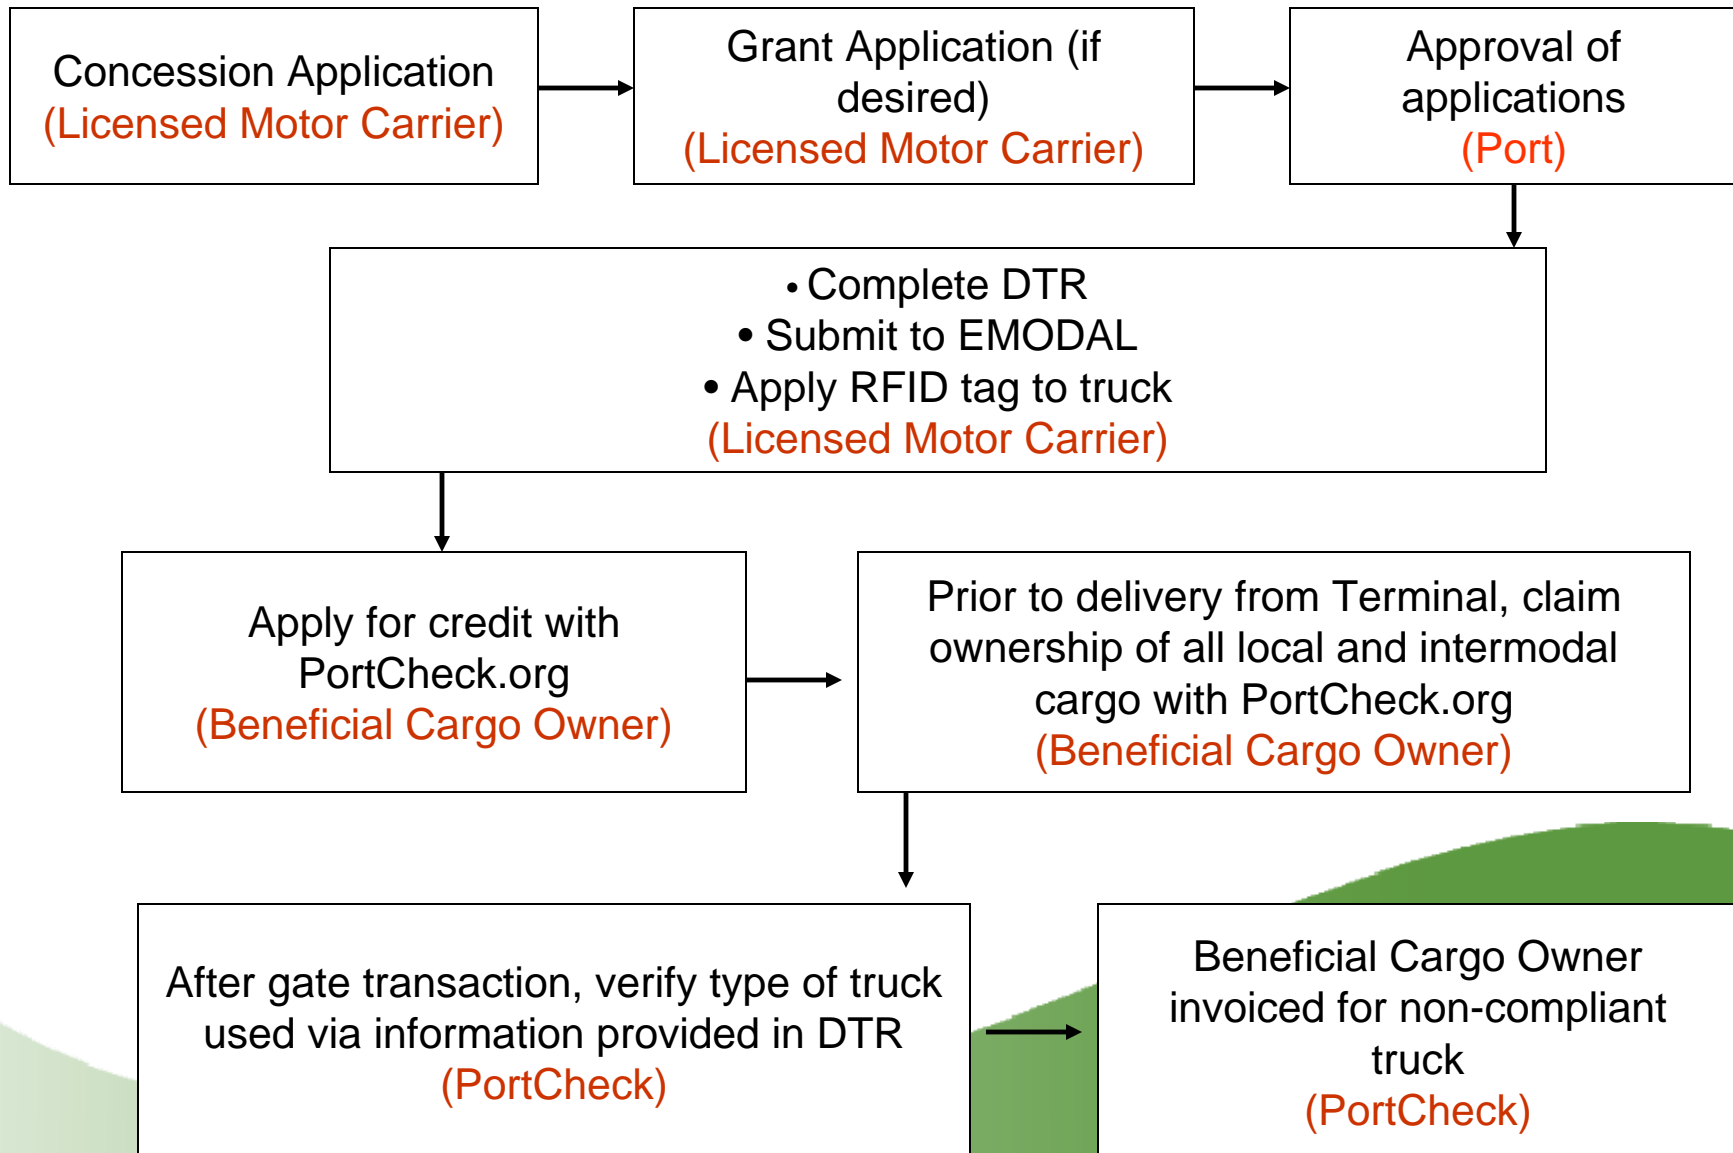 Concession Application
(Licensed Motor Carrier)
Grant Application (if
desired)
(Licensed Motor Carrier)
Approval of
applications
(Port)
• Complete DTR
• Submit to EMODAL
• Apply RFID tag to truck
(Licensed Motor Carrier)
Apply for credit with
PortCheck.org
(Beneficial Cargo Owner)
Prior to delivery from Terminal, claim
ownership of all local and intermodal
cargo with PortCheck.org
(Beneficial Cargo Owner)
After gate transaction, verify type of truck
used via information provided in DTR
(PortCheck)
Beneficial Cargo Owner
invoiced for non-compliant
truck
(PortCheck)